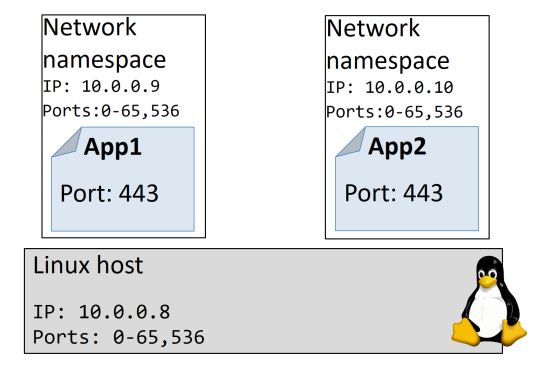 Network
namespace
IP: 10.0.0.9
Ports:0-65,536
App1
Port: 443
Network
namespace
IP: 10.0.0.10
Ports:0-65,536
App2
Port: 443
Linux host
IP: 10.0.0.8
Ports: 0-65,536